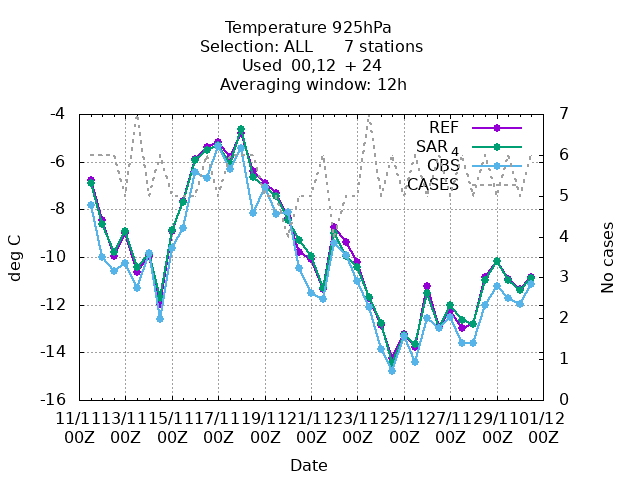 Temperature 925hPa
Selection: ALL 7 stations
Used 00,12 + 24
Averaging window: 12h
REF
SAR 4
OBS
CASES
-4
-6
-8
-10
-12
-14
-16
7
6
5
4
3
2
1
0
deg C
No cases
11/11 13/11 15/11 17/11 19/11 21/11 23/11 25/11 27/11 29/11 01/12
00Z 00Z 00Z 00Z 00Z 00Z 00Z 00Z 00Z 00Z 00Z
Date